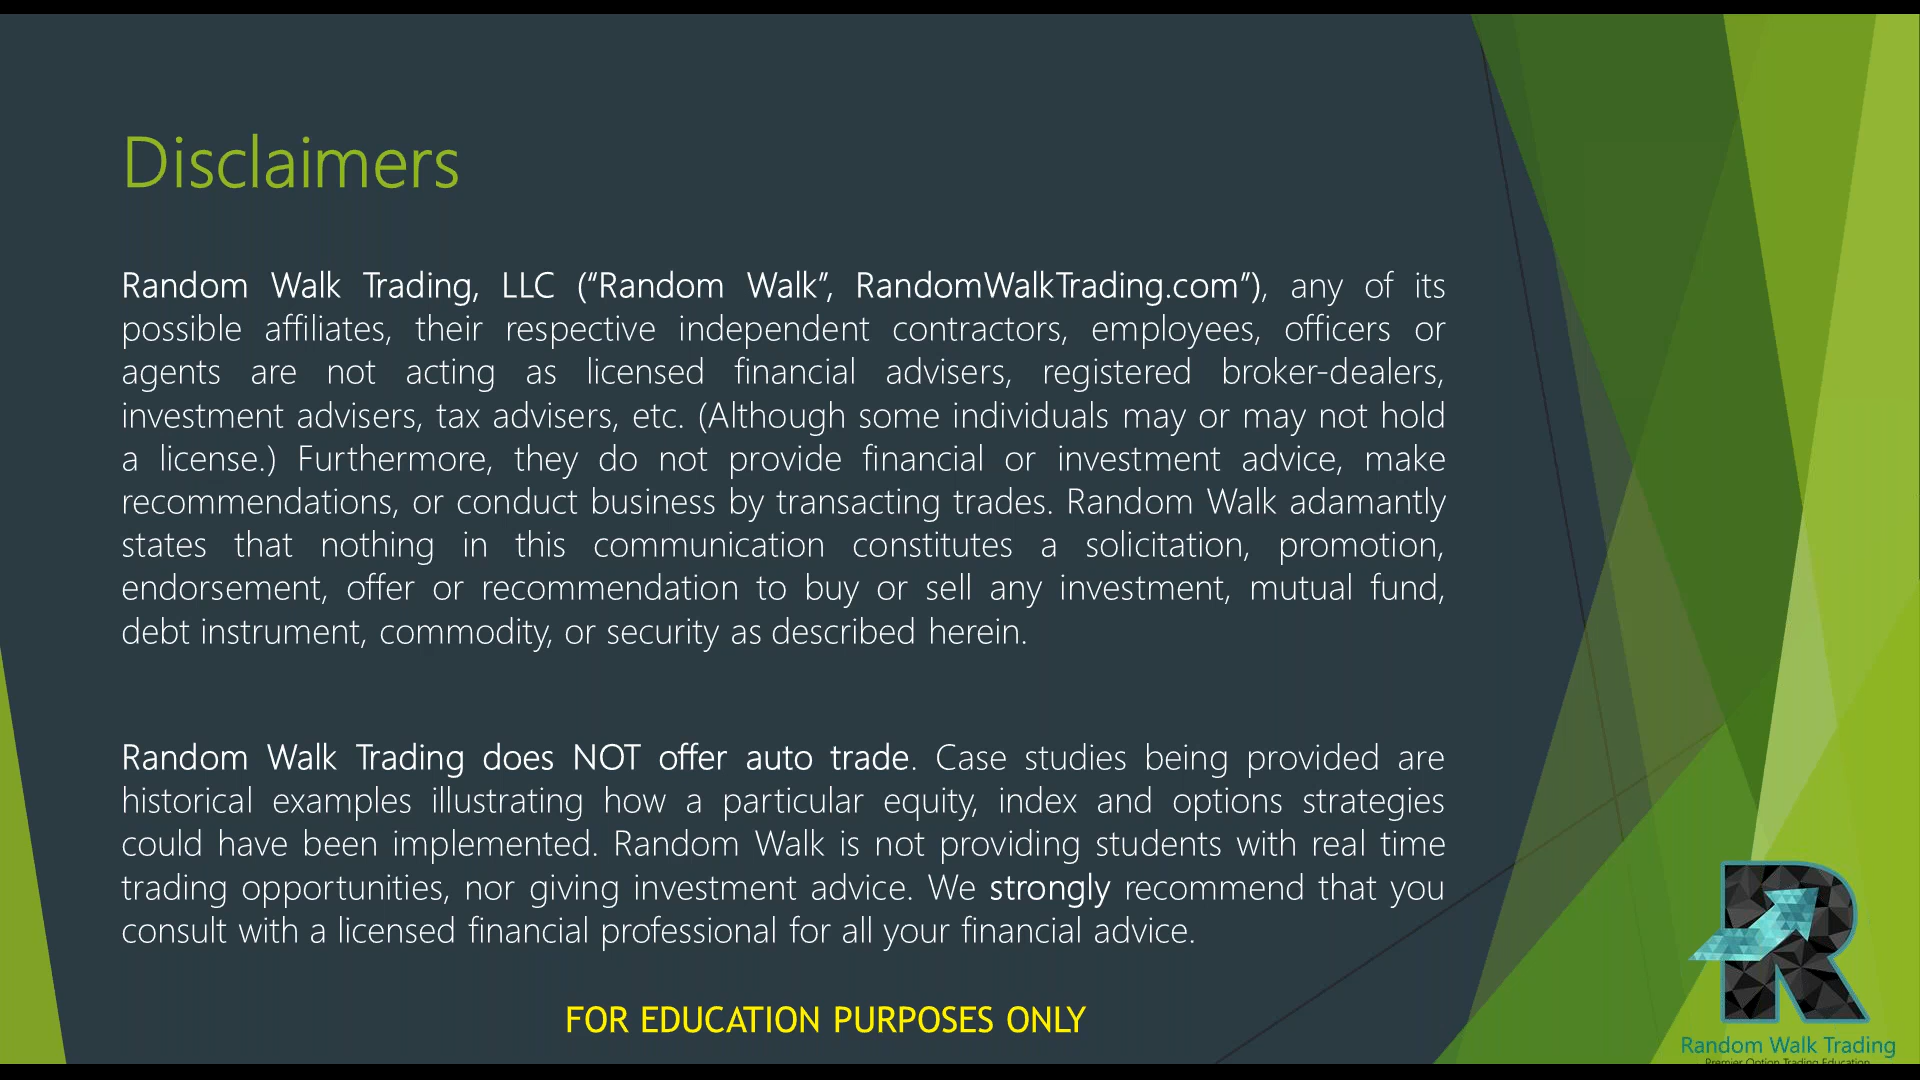 Disclaimers
Random Walk Trading, LLC (“Random Walk”, RandomWalkTrading.com”), any of its
possible affiliates, their respective independent contractors, employees, officers or
agents are not acting as licensed financial advisers, registered broker-dealers,
investment advisers, tax advisers, etc. (Although some individuals may or may not hold
a license.) Furthermore, they do not provide financial or investment advice, make
recommendations, or conduct business by transacting trades. Random Walk adamantly
states that nothing in this communication constitutes a solicitation, promotion,
endorsement, offer or recommendation to buy or sell any investment, mutual fund,
debt instrument, commodity, or security as described herein.
Random Walk Trading does NOT offer auto trade. Case studies being provided are
historical examples illustrating how a particular equity, index and options strategies
could have been implemented. Random Walk is not providing students with real time
trading opportunities, nor giving investment advice. We strongly recommend that you
consult with a licensed financial professional for all your financial advice.
FOR EDUCATION PURPOSES ONLY
Random Walk Trading
Premier Option Trading Education